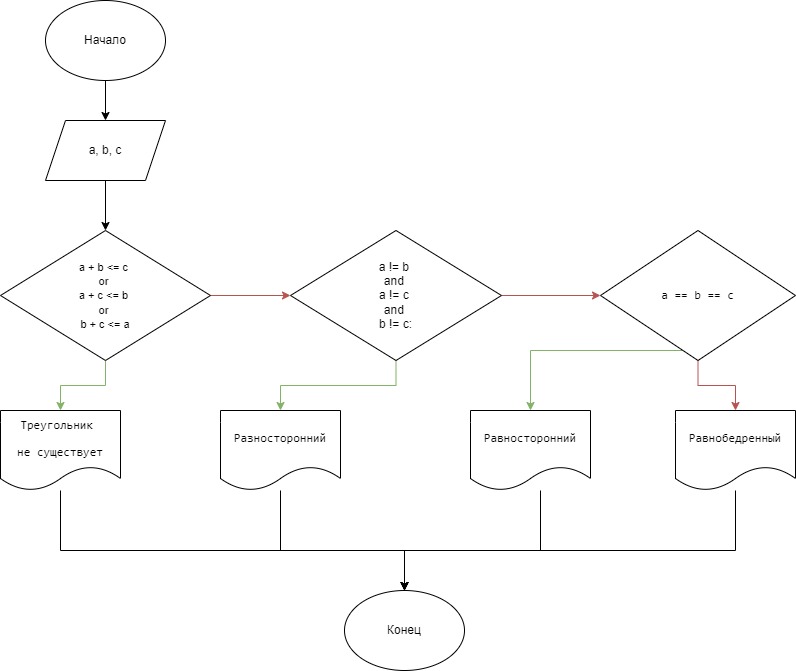 Начало
a, b, c
a + b <= c
or
a + c <= b
or
b + c <= a
a != b
and
a != c
and
b != c:
a == b == c
Треугольник
не существует
Разносторонний
Равносторонний
Равнобедренный
Конец